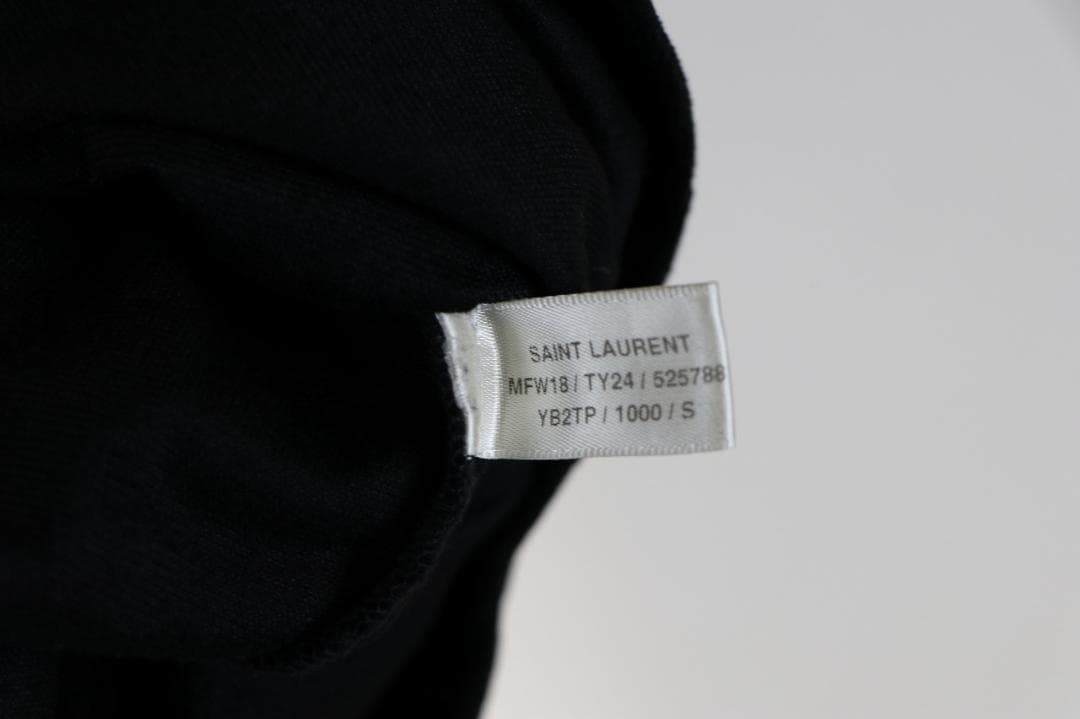 SAINT LAURENT
MFW18 / TY24 / 525788
YB2TP / 1000 / S